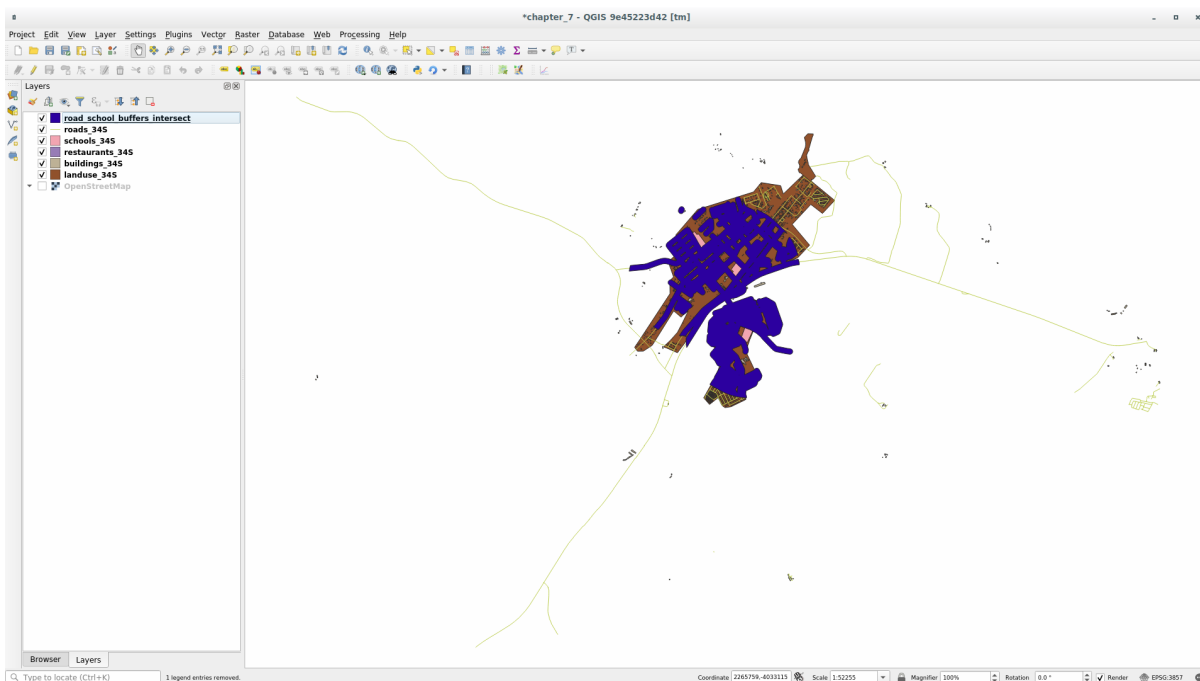 *chapter_7 - QGIS 9e45223d42 [tm]
Project Edit View Layer Settings Plugins Vector Raster Database Web Processing Help
Layers
road_school_buffers_intersect
roads_34S
schools_34S
restaurants_34S
buildings_34S
landuse_34S
OpenStreetMap
Browser Layers
Type to locate (Ctrl+K) 1 legend entries removed. Coordinate 2265759,-4033115 Scale 1:52255 Magnifier 100% Rotation 0.0 ° Render EPSG:3857